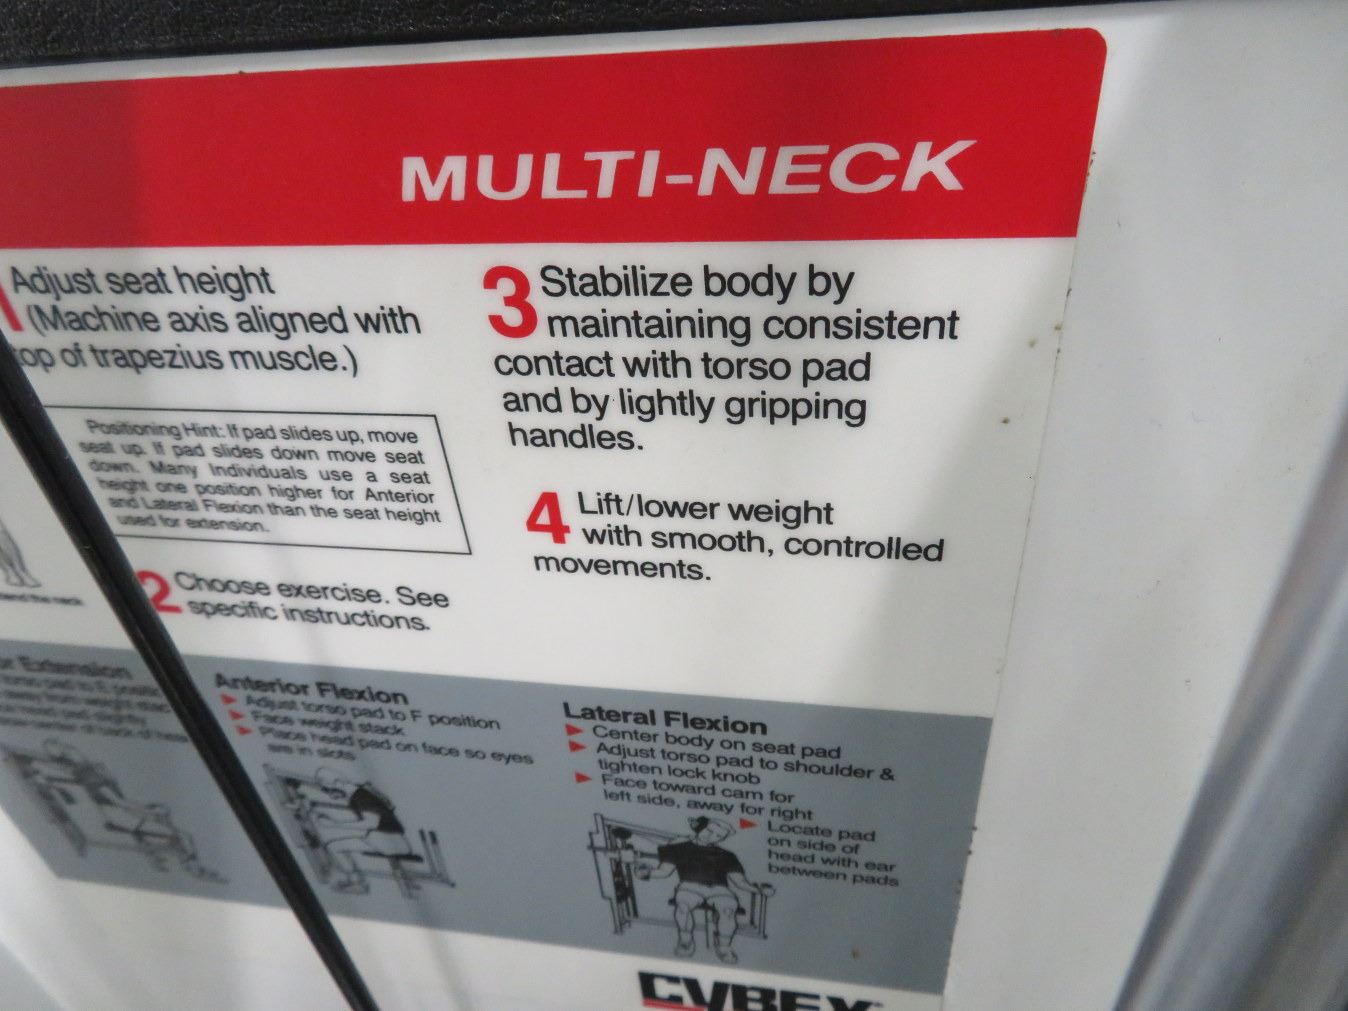 MULTI-NECK
1 Adjust seat height
(Machine axis aligned with
top of trapezius muscle.)
Positioning Hint: If pad slides up, move
seat up. If pad slides down move seat
down. Many Individuals use a seat
height one position higher for Anterior
and Lateral Flexion than the seat height
used for extension.
2 Choose exercise. See
specific instructions.
3 Stabilize body by
maintaining consistent
contact with torso pad
and by lightly gripping
handles.
4 Lift/lower weight
with smooth, controlled
movements.
the neck
Extension
Anterior Flexion
Adjust torso pad to F position
Face weight stack
Place head pad on face so eyes
are in slots
Lateral Flexion
Center body on seat pad
Adjust torso pad to shoulder &
tighten lock knob
Face toward cam for
left side, away for right
Locate pad
on side of
head with ear
between pads
CYBEX